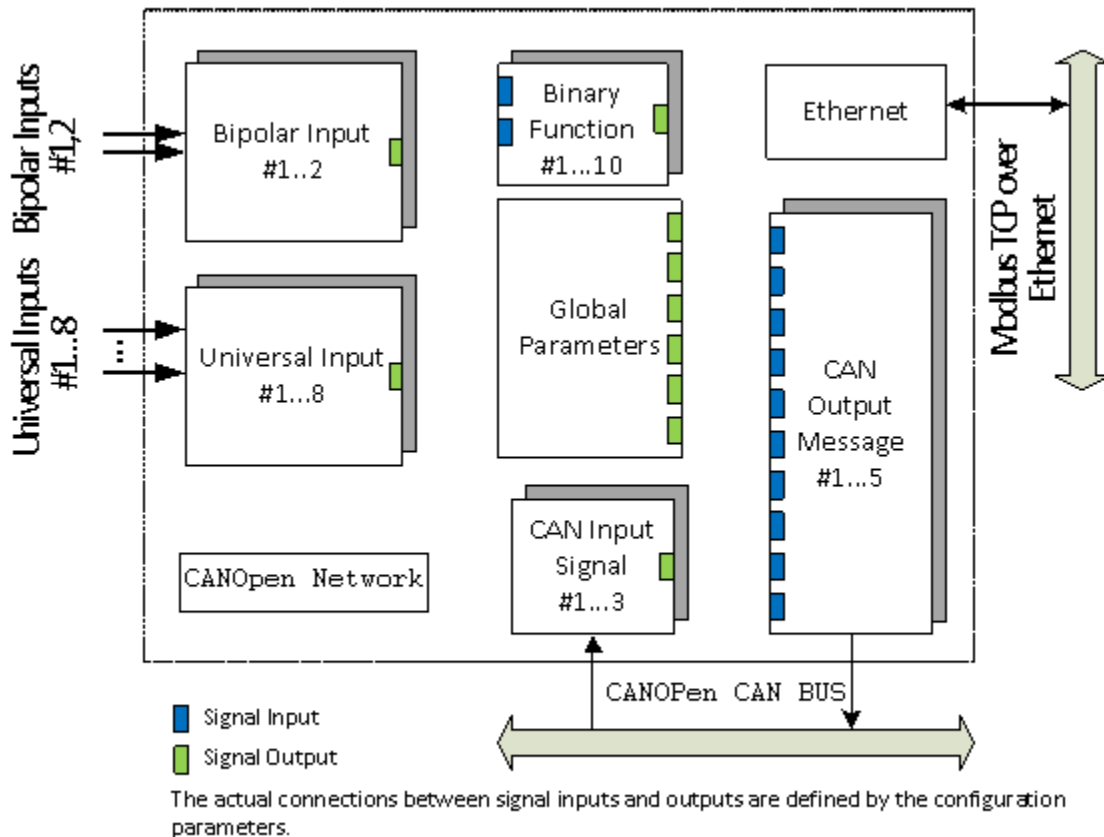 Bipolar Inputs
#1,2
Bipolar Input
#1..2
Binary
Function
#1...10
Ethernet
Modbus TCP over
Ethernet
Universal Inputs
#1..8
...
Universal Input
#1...8
Global
Parameters
CAN
Output
Message
#1...5
CAN Input
Signal
#1...3
CANOpen Network
CANOPen CAN BUS
Signal Input
Signal Output
The actual connections between signal inputs and outputs are defined by the configuration
parameters.